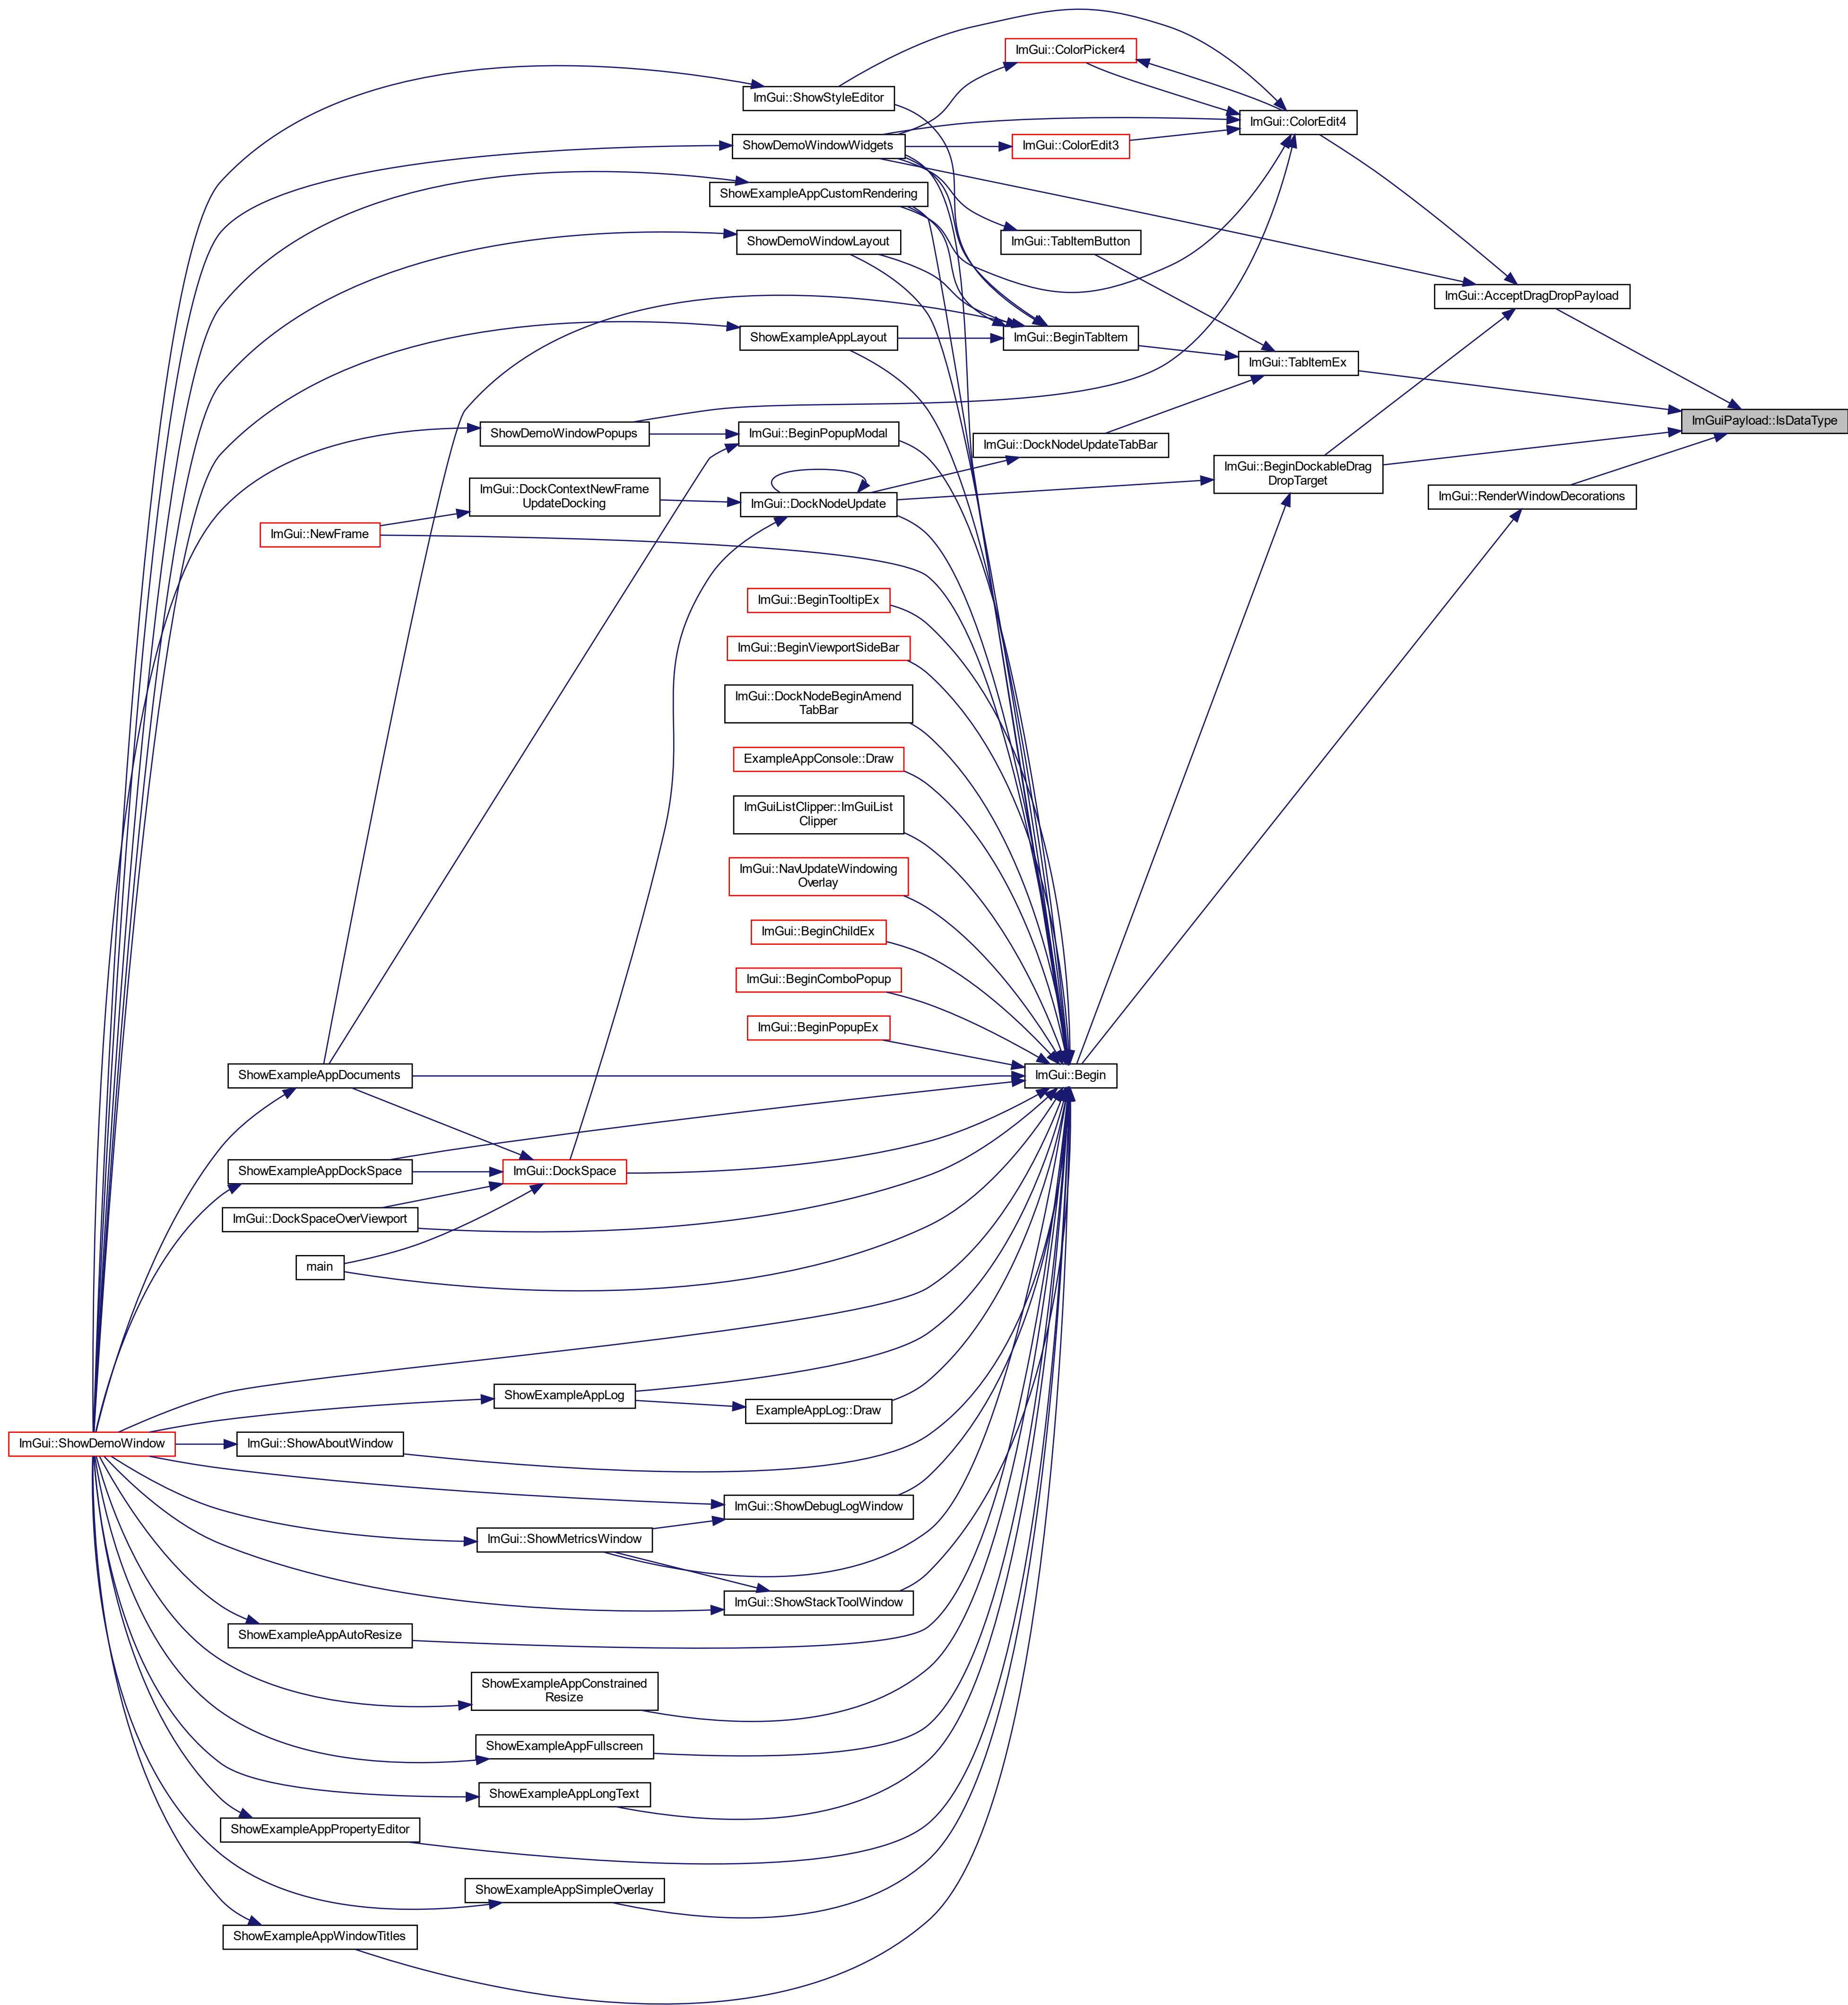 ImGui::ColorPicker4
ImGui::ShowStyleEditor
ImGui::ColorEdit4
ShowDemoWindowWidgets
ImGui::ColorEdit3
ShowExampleAppCustomRendering
ShowDemoWindowLayout
ImGui::TabItemButton
ImGui::AcceptDragDropPayload
ShowExampleAppLayout
ImGui::BeginTabItem
ImGui::TabItemEx
ImGuiPayload::IsDataType
ShowDemoWindowPopups
ImGui::BeginPopupModal
ImGui::DockNodeUpdateTabBar
ImGui::BeginDockableDrag
DropTarget
ImGui::DockContextNewFrame
UpdateDocking
ImGui::DockNodeUpdate
ImGui::RenderWindowDecorations
ImGui::NewFrame
ImGui::BeginTooltipEx
ImGui::BeginViewportSideBar
ImGui::DockNodeBeginAmend
TabBar
ExampleAppConsole::Draw
ImGuiListClipper::ImGuiList
Clipper
ImGui::NavUpdateWindowing
Overlay
ImGui::BeginChildEx
ImGui::BeginComboPopup
ImGui::BeginPopupEx
ShowExampleAppDocuments
ImGui::Begin
ShowExampleAppDockSpace
ImGui::DockSpace
ImGui::DockSpaceOverViewport
main
ShowExampleAppLog
ExampleAppLog::Draw
ImGui::ShowDemoWindow
ImGui::ShowAboutWindow
ImGui::ShowDebugLogWindow
ImGui::ShowMetricsWindow
ImGui::ShowStackToolWindow
ShowExampleAppAutoResize
ShowExampleAppConstrained
Resize
ShowExampleAppFullscreen
ShowExampleAppLongText
ShowExampleAppPropertyEditor
ShowExampleAppSimpleOverlay
ShowExampleAppWindowTitles